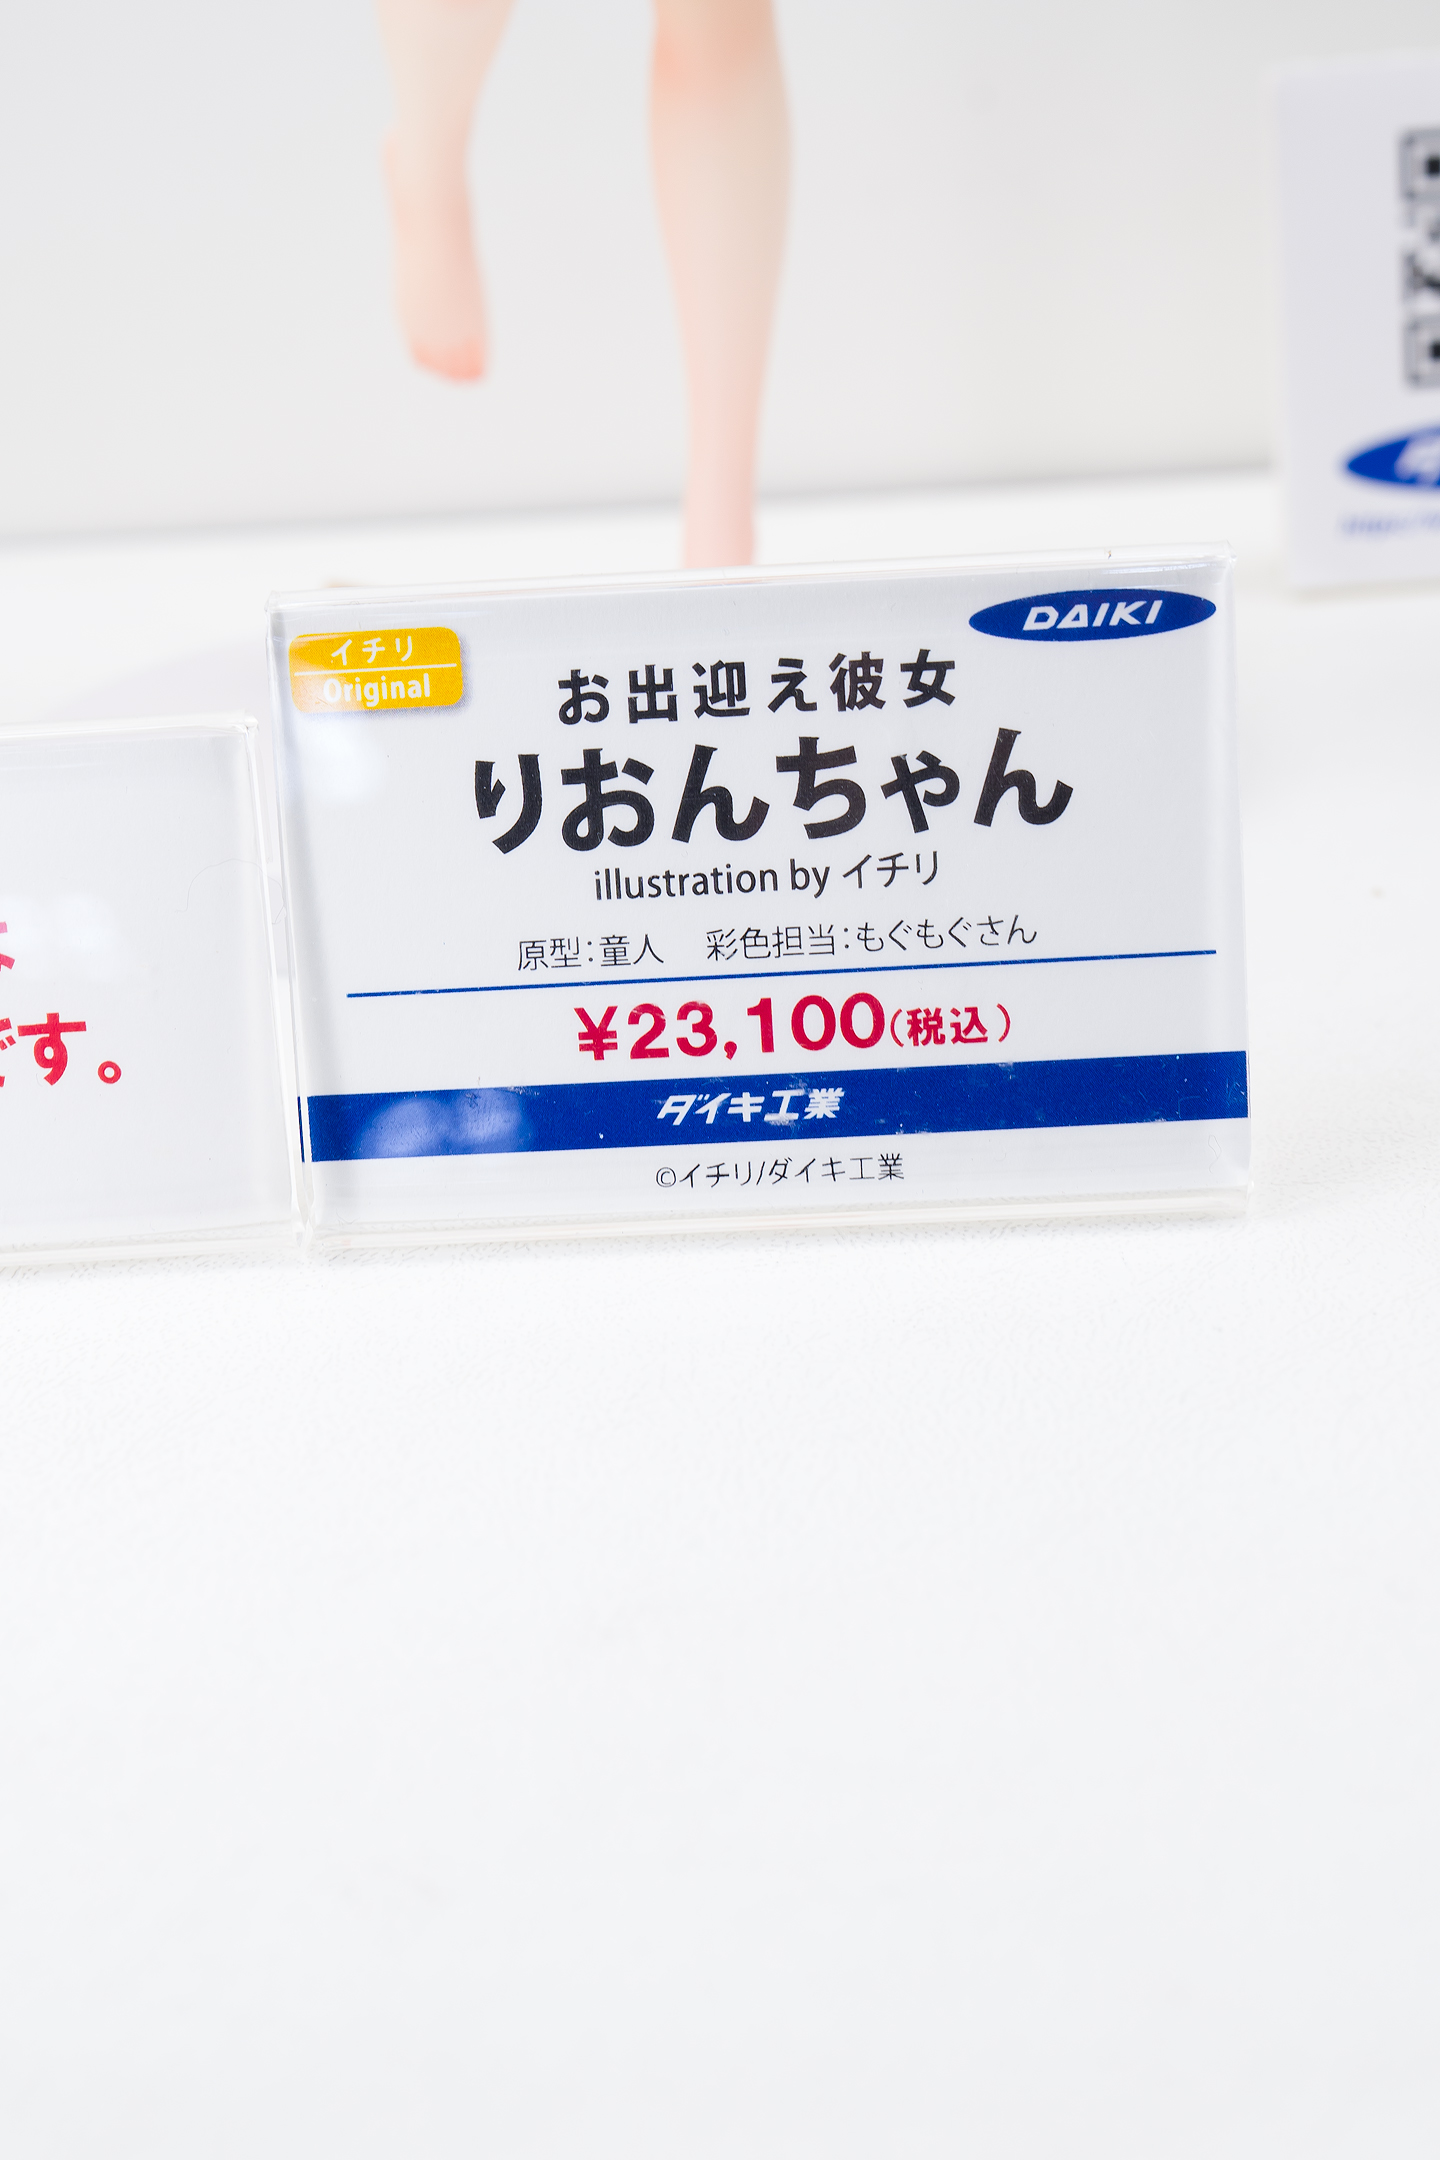 DAIKI
イチリ
Original
お出迎え彼女
りおんちゃん
illustration by イチリ
原型：童人　彩色担当：もぐもぐさん
¥23,100（税込）
ダイキ工業
©イチリ/ダイキ工業
です。